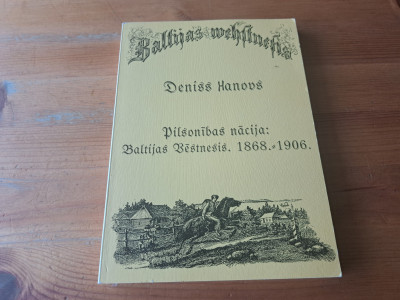 Baltijas wehstnesis
Deniss Hanovs
Pilsonības nācija:
Baltijas Vēstnesis. 1868.-1906.